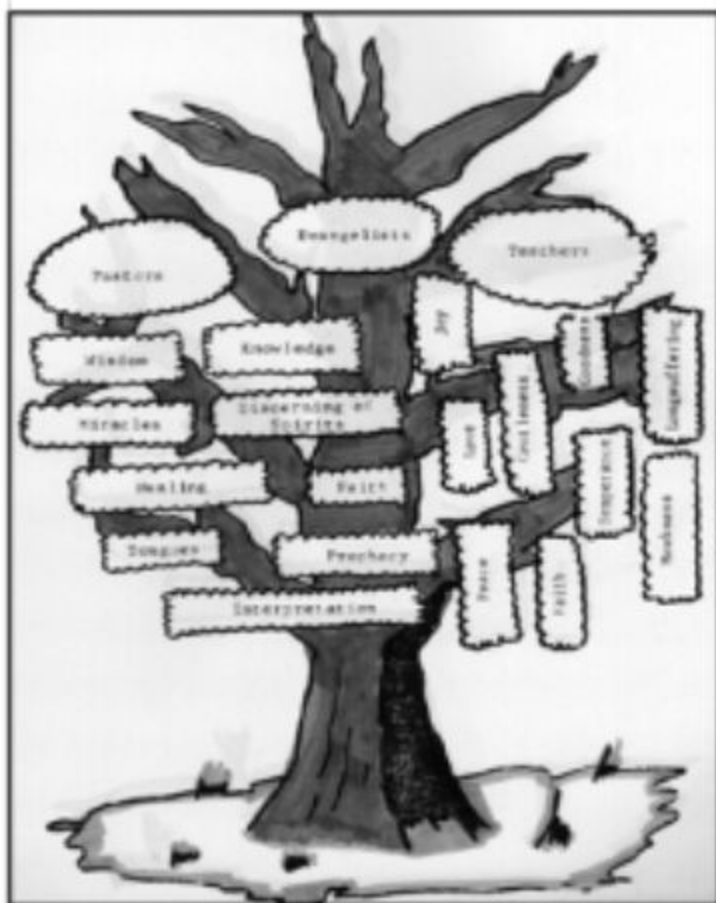 Evangelists
Pastors
Teachers
Joy
Goodness
Longsuffering
Wisdom
Knowledge
Miracles
Discerning of
Spirits
Love
Gentleness
Temperance
Meekness
Healing
Faith
Tongues
Prophecy
Peace
Faith
Interpretation